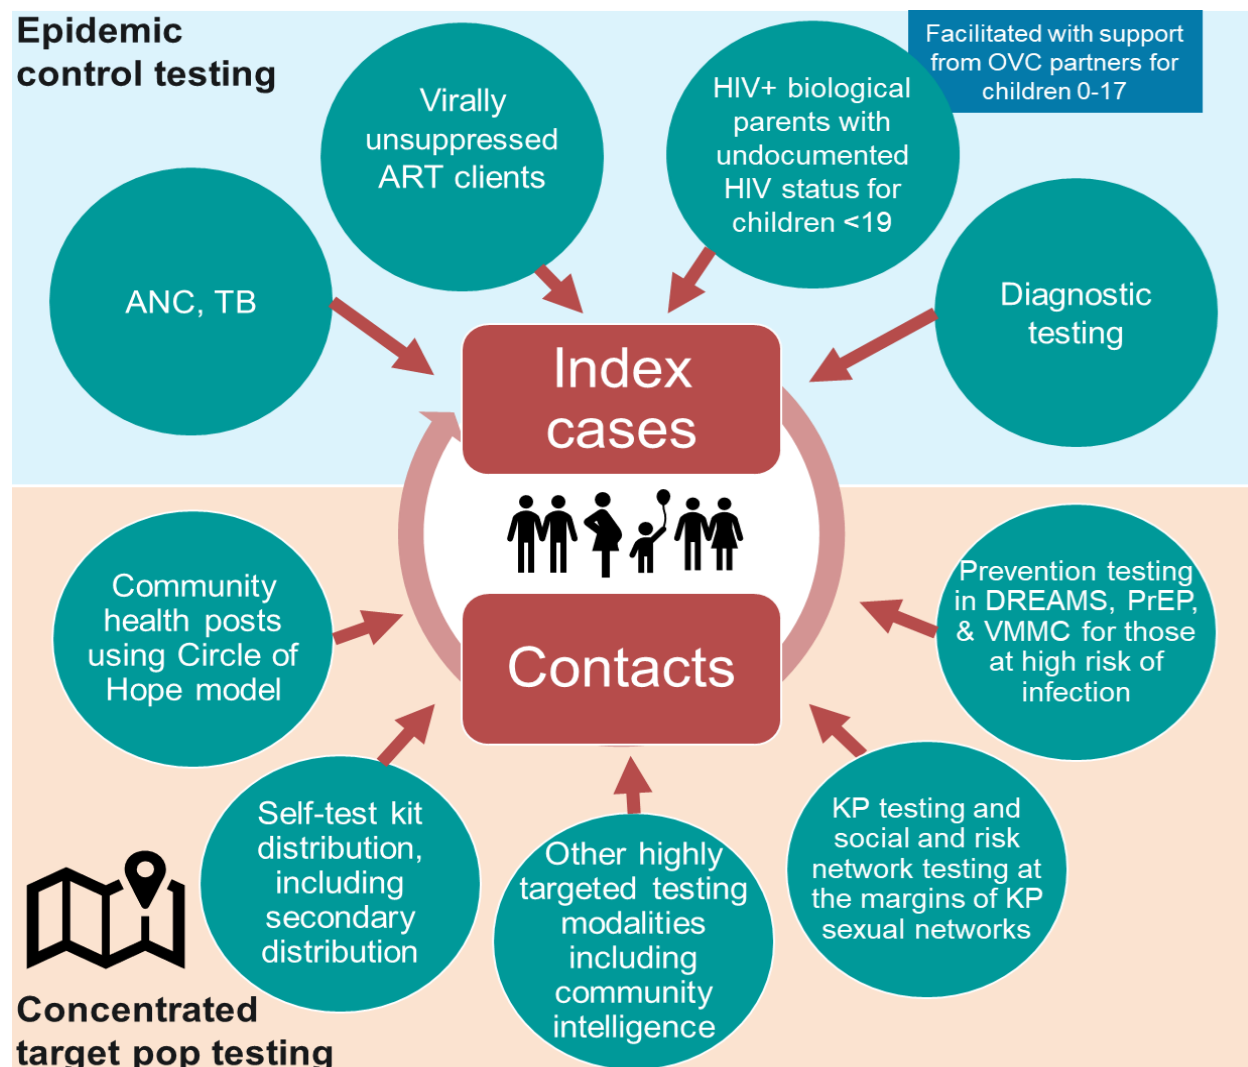 Epidemic
control testing
Facilitated with support
from OVC partners for
children 0-17
Virally
unsuppressed
ART clients
HIV+ biological
parents with
undocumented
HIV status for
children <19
ANC, TB
Diagnostic
testing
Index
cases
Contacts
Community
health posts
using Circle of
Hope model
Prevention testing
in DREAMS, PrEP,
& VMMC for those
at high risk of
infection
Self-test kit
distribution,
including
secondary
distribution
Other highly
targeted testing
modalities
including
community
intelligence
KP testing and
social and risk
network testing at
the margins of KP
sexual networks
Concentrated
target pop testing